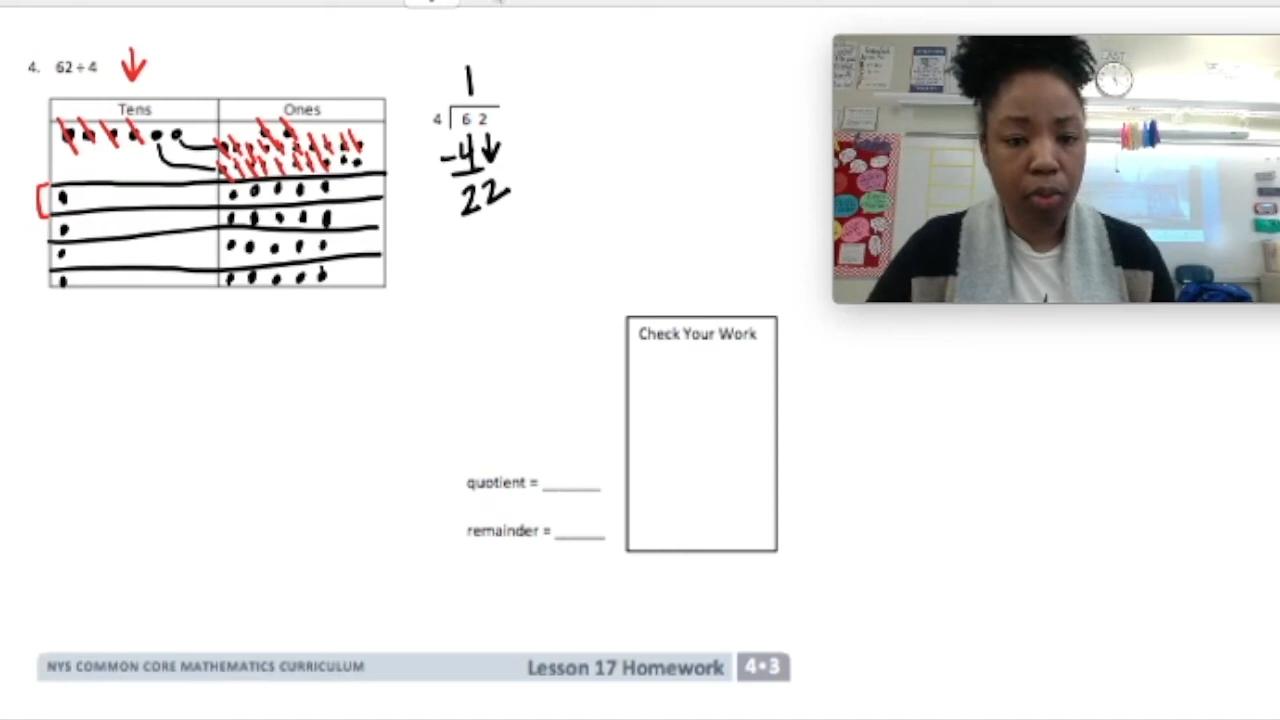 4. 62 ÷ 4
Tens Ones
1
4 6 2
-4
22
Check Your Work
quotient = ______
remainder = ______
NYS COMMON CORE MATHEMATICS CURRICULUM Lesson 17 Homework 4•3